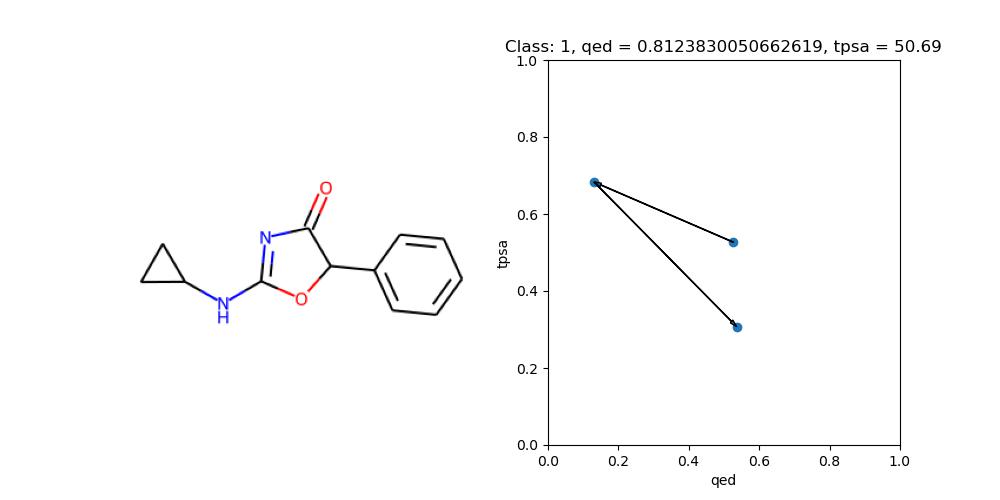 Class: 1, qed = 0.8123830050662619, tpsa = 50.69
O
N
O
N
H
1.0
0.8
0.6
0.4
0.2
0.0
tpsa
0.0 0.2 0.4 0.6 0.8 1.0
qed